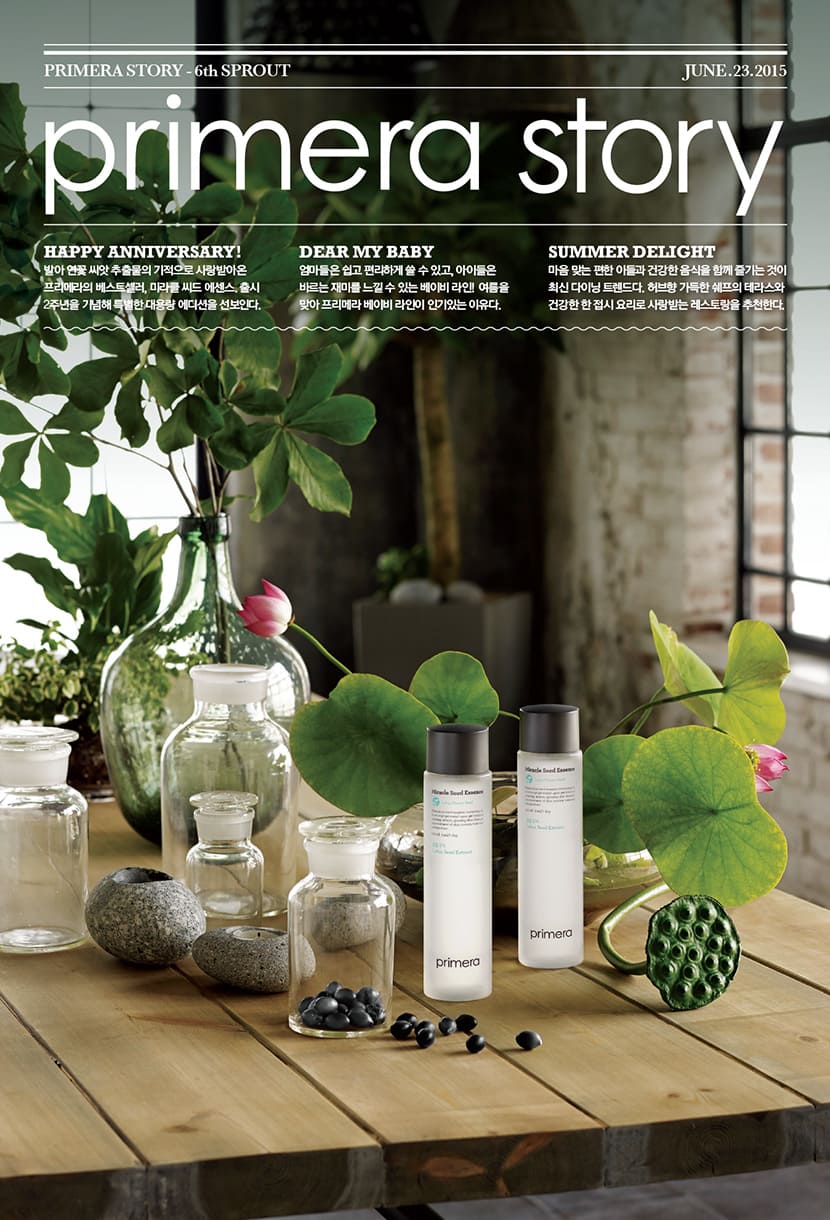 PRIMERA STORY - 6th SPROUT
JUNE.23.2015
primera story
HAPPY ANNIVERSARY!
발아 연꽃 씨앗 추출물의 기적으로 사랑받아온
프리메라의 베스트셀러, 미라클 씨드 에센스. 출시
2주년을 기념해 특별한 대용량 에디션을 선보인다.
DEAR MY BABY
엄마들은 쉽고 편리하게 쓸 수 있고, 아이들은
바르는 재미를 느낄 수 있는 베이비 라인! 여름을
맞아 프리메라 베이비 라인이 인기있는 이유다.
SUMMER DELIGHT
마음 맞는 편한 이들과 건강한 음식을 함께 즐기는 것이
최신 다이닝 트렌드다. 허브향 가득한 쉐프의 테라스와
건강한 한 접시 요리로 사랑받는 레스토랑을 추천한다.
Miracle Seed Essence
Lotus Seed Extract
primera
Miracle Seed Essence
Lotus Seed Extract
primera